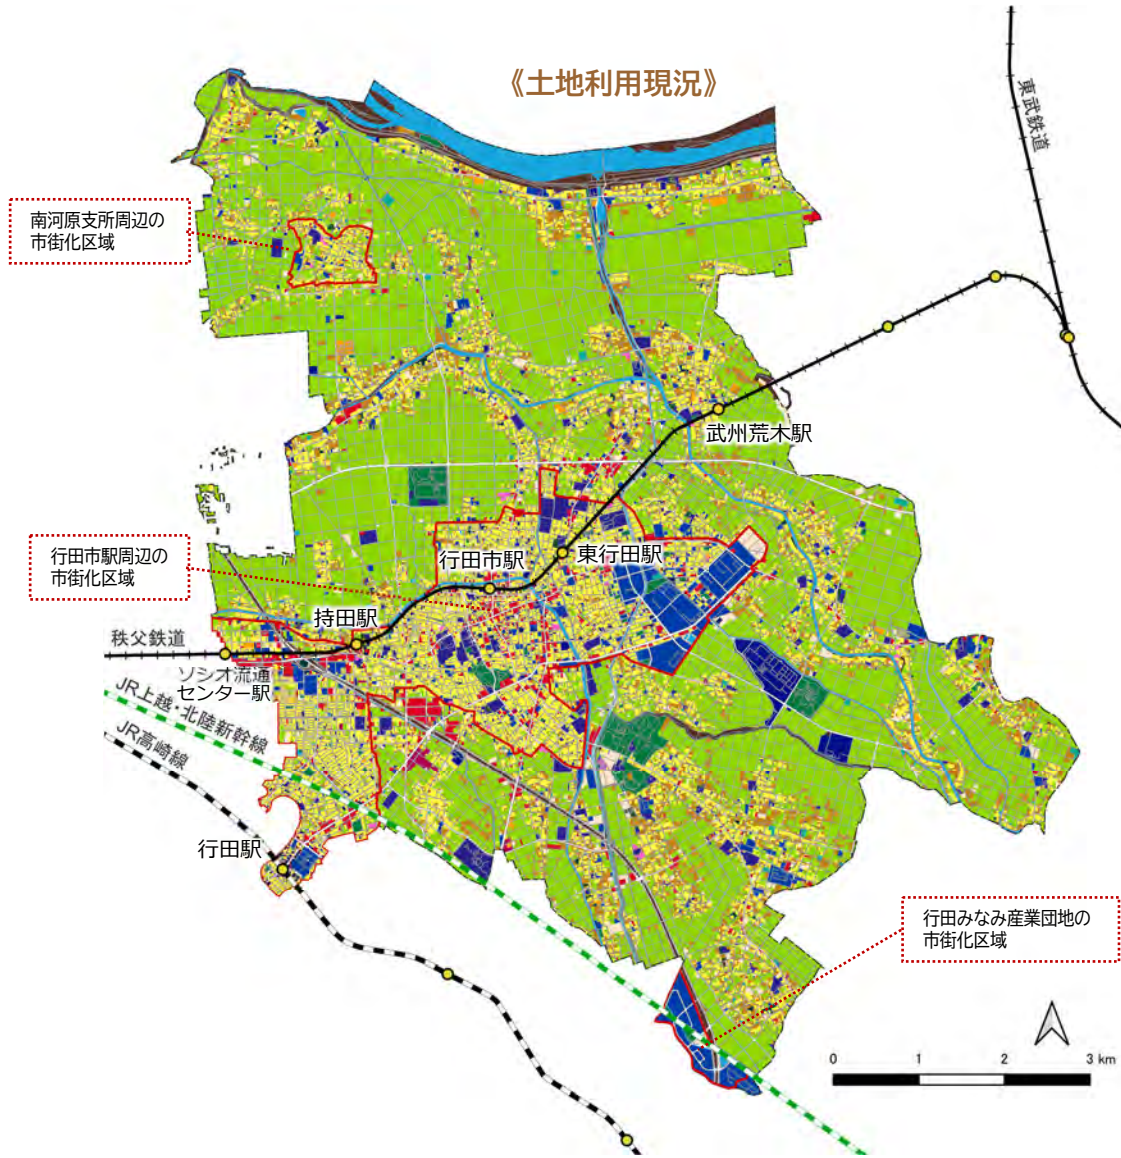 《土地利用現況》
東武鉄道
南河原支所周辺の
市街化区域
武州荒木駅
行田市駅周辺の
市街化区域
行田市駅
東行田駅
持田駅
秩父鉄道
ソシオ流通
センター駅
JR上越・北陸新幹線
JR高崎線
行田駅
行田みなみ産業団地の
市街化区域
0 1 2 3 km